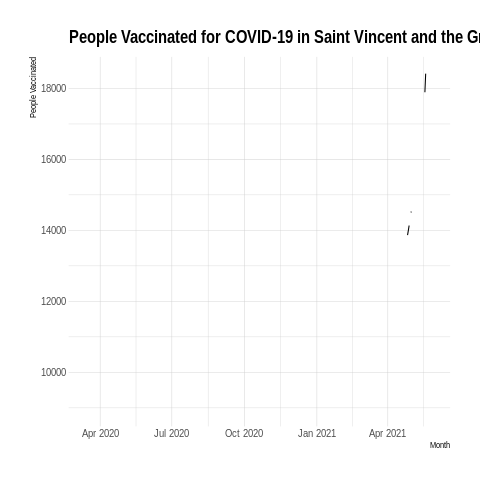 People Vaccinated for COVID-19 in Saint Vincent and the
People Vaccinated
18000
16000
14000
12000
10000
Apr 2020
Jul 2020
Oct 2020
Jan 2021
Apr 2021
Month